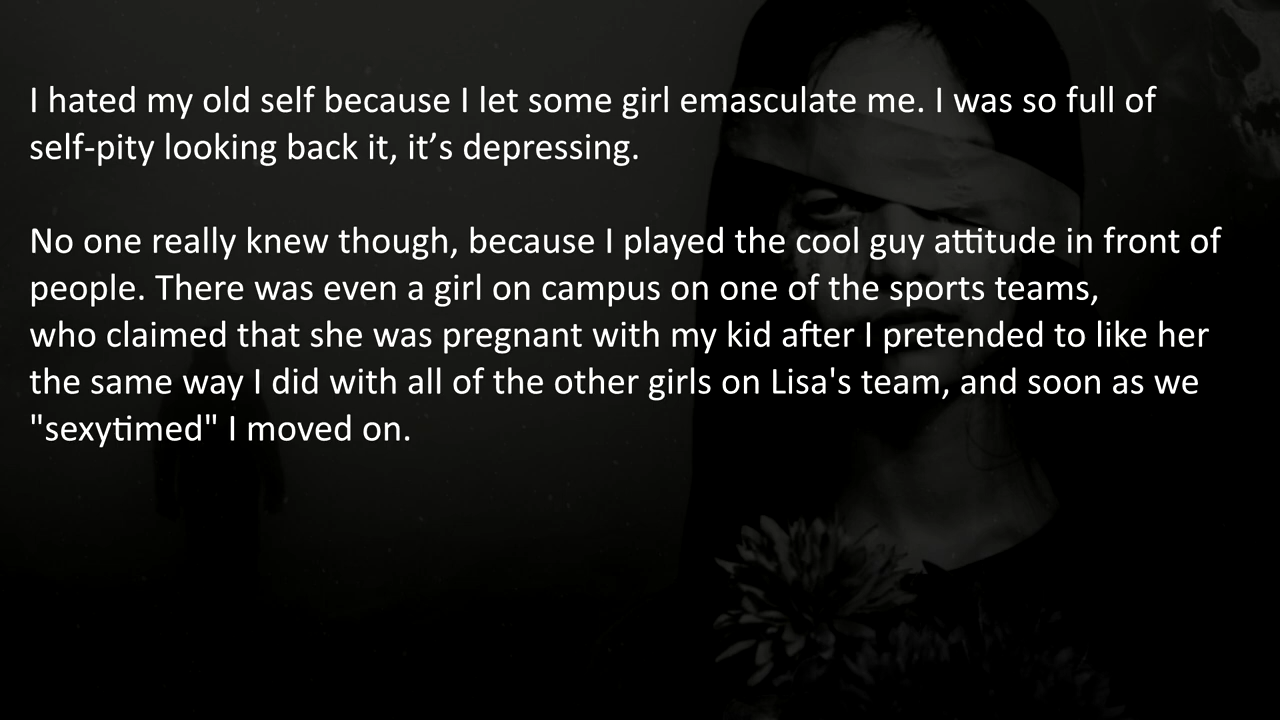 I hated my old self because I let some girl emasculate me. I was so full of
self-pity looking back it, it’s depressing.
No one really knew though, because I played the cool guy attitude in front of
people. There was even a girl on campus on one of the sports teams,
who claimed that she was pregnant with my kid after I pretended to like her
the same way I did with all of the other girls on Lisa's team, and soon as we
"sexytimed" I moved on.